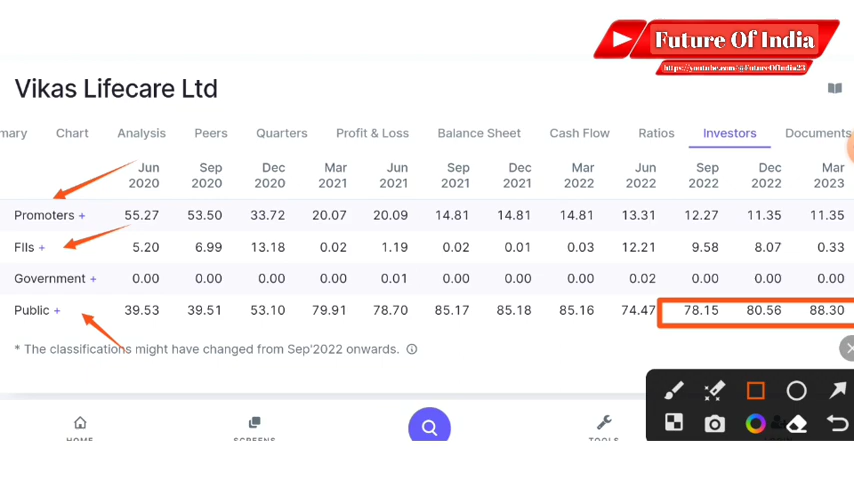 Future Of India
https://youtube.com/@FutureOfIndia23
Vikas Lifecare Ltd
mary Chart Analysis Peers Quarters Profit & Loss Balance Sheet Cash Flow Ratios Investors Documents
Jun 2020 Sep 2020 Dec 2020 Mar 2021 Jun 2021 Sep 2021 Dec 2021 Mar 2022 Jun 2022 Sep 2022 Dec 2022 Mar 2023
Promoters + 55.27 53.50 33.72 20.07 20.09 14.81 14.81 14.81 13.31 12.27 11.35 11.35
FIIs + 5.20 6.99 13.18 0.02 1.19 0.02 0.01 0.03 12.21 9.58 8.07 0.33
Government + 0.00 0.00 0.00 0.00 0.01 0.00 0.00 0.00 0.02 0.00 0.00 0.00
Public + 39.53 39.51 53.10 79.91 78.70 85.17 85.18 85.16 74.47 78.15 80.56 88.30
* The classifications might have changed from Sep'2022 onwards.
HOME SCREENS TOOLS